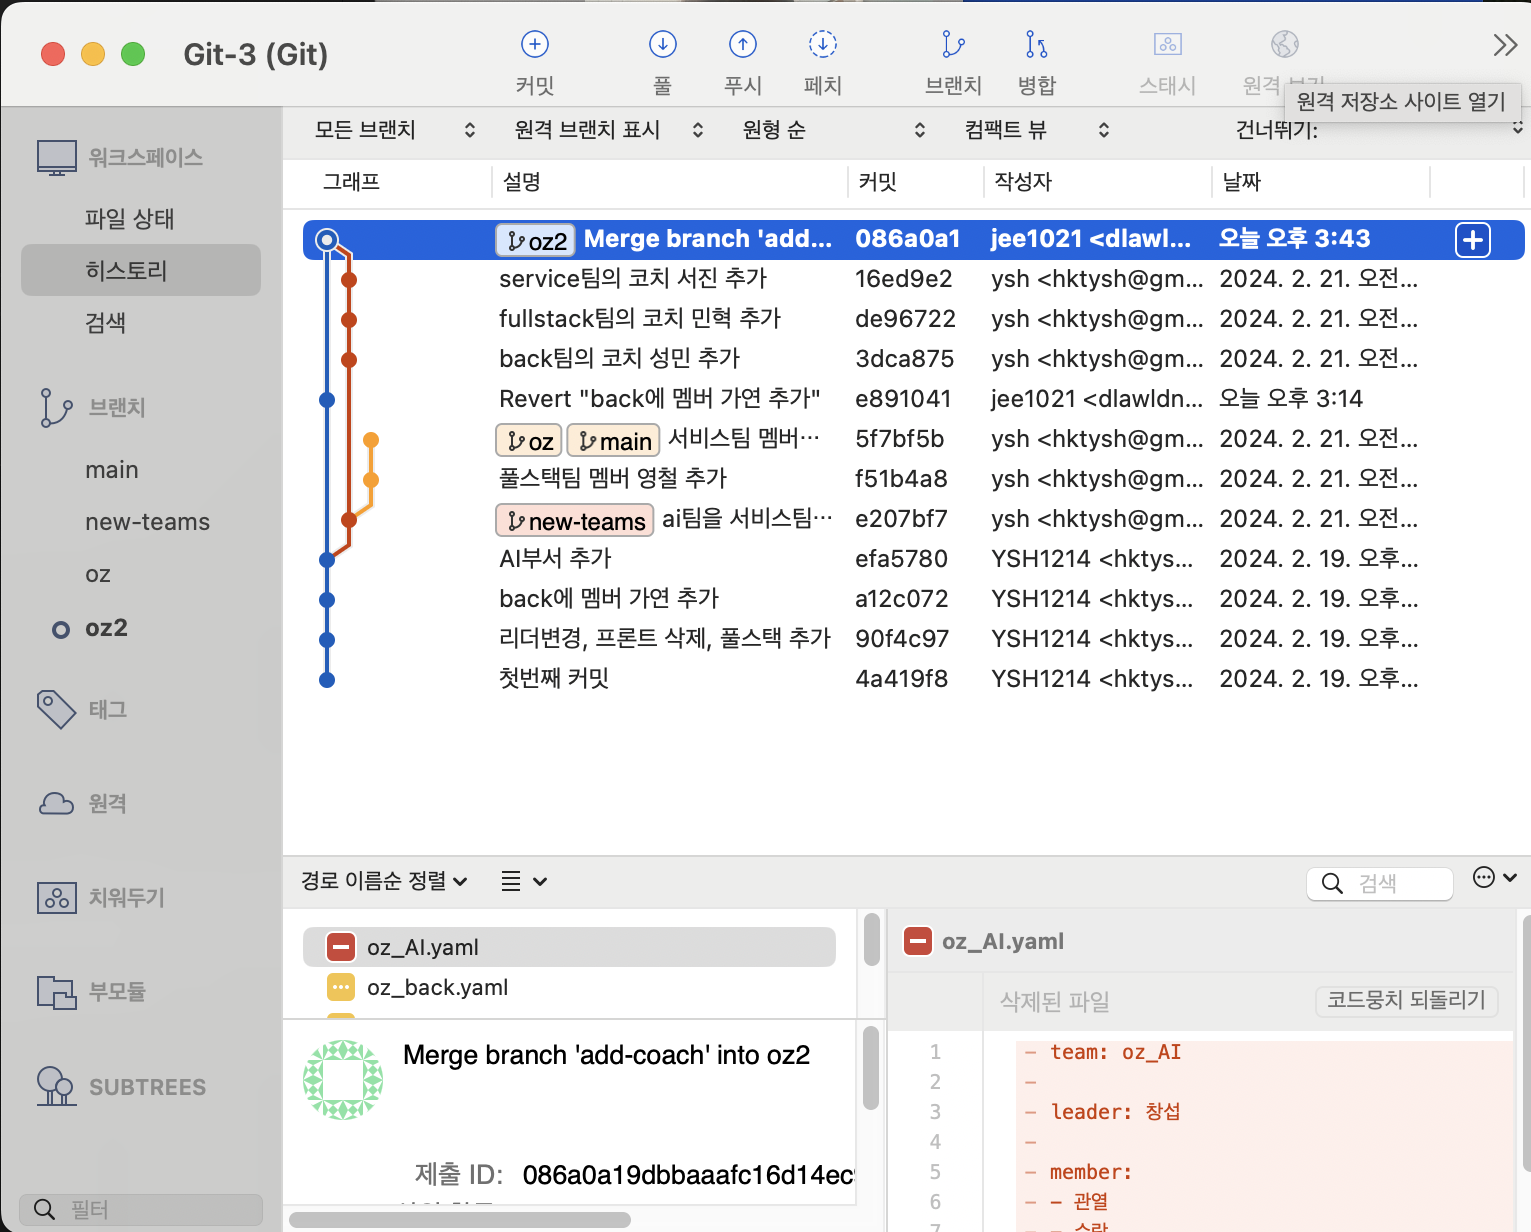 Git-3 (Git)
커밋 풀 푸시 페치 브랜치 병합 스태시 원격
원격 저장소 사이트 열기
모든 브랜치 원격 브랜치 표시 원형 순 컴팩트 뷰 건너뛰기:
그래프 설명 커밋 작성자 날짜
워크스페이스
파일 상태
히스토리
검색
브랜치
main
new-teams
oz
oz2
태그
원격
치워두기
부모듈
SUBTREES
필터
oz2 Merge branch 'add... 086a0a1 jee1021 <dlawl... 오늘 오후 3:43
service팀의 코치 서진 추가 16ed9e2 ysh <hktysh@gm... 2024. 2. 21. 오전...
fullstack팀의 코치 민혁 추가 de96722 ysh <hktysh@gm... 2024. 2. 21. 오전...
back팀의 코치 성민 추가 3dca875 ysh <hktysh@gm... 2024. 2. 21. 오전...
Revert "back에 멤버 가연 추가" e891041 jee1021 <dlawldn... 오늘 오후 3:14
oz main 서비스팀 멤버... 5f7bf5b ysh <hktysh@gm... 2024. 2. 21. 오전...
풀스택팀 멤버 영철 추가 f51b4a8 ysh <hktysh@gm... 2024. 2. 21. 오전...
new-teams ai팀을 서비스팀... e207bf7 ysh <hktysh@gm... 2024. 2. 21. 오전...
AI부서 추가 efa5780 YSH1214 <hktys... 2024. 2. 19. 오후...
back에 멤버 가연 추가 a12c072 YSH1214 <hktys... 2024. 2. 19. 오후...
리더변경, 프론트 삭제, 풀스택 추가 90f4c97 YSH1214 <hktys... 2024. 2. 19. 오후...
첫번째 커밋 4a419f8 YSH1214 <hktys... 2024. 2. 19. 오후...
경로 이름순 정렬 검색
oz_AI.yaml
oz_back.yaml
Merge branch 'add-coach' into oz2
제출 ID: 086a0a19dbbaaafc16d14ec
oz_AI.yaml
삭제된 파일 코드뭉치 되돌리기
1 - team: oz_AI
2 -
3 - leader: 창섭
4 -
5 - member:
6 - - 관열
7